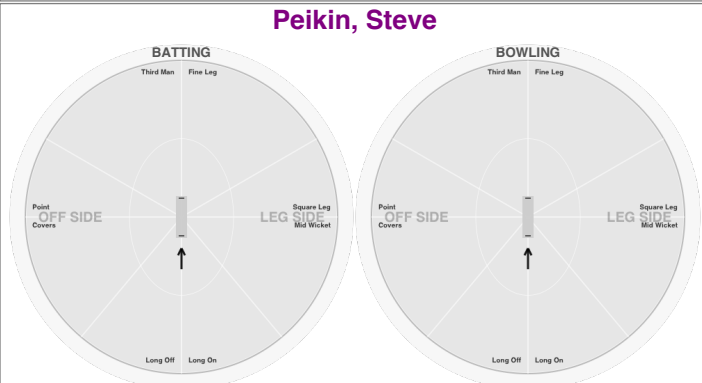 Peikin, Steve
BATTING
Third Man Fine Leg
Point
OFF SIDE
Covers
Square Leg
LEG SIDE
Mid Wicket
Long Off Long On
BOWLING
Third Man Fine Leg
Point
OFF SIDE
Covers
Square Leg
LEG SIDE
Mid Wicket
Long Off Long On